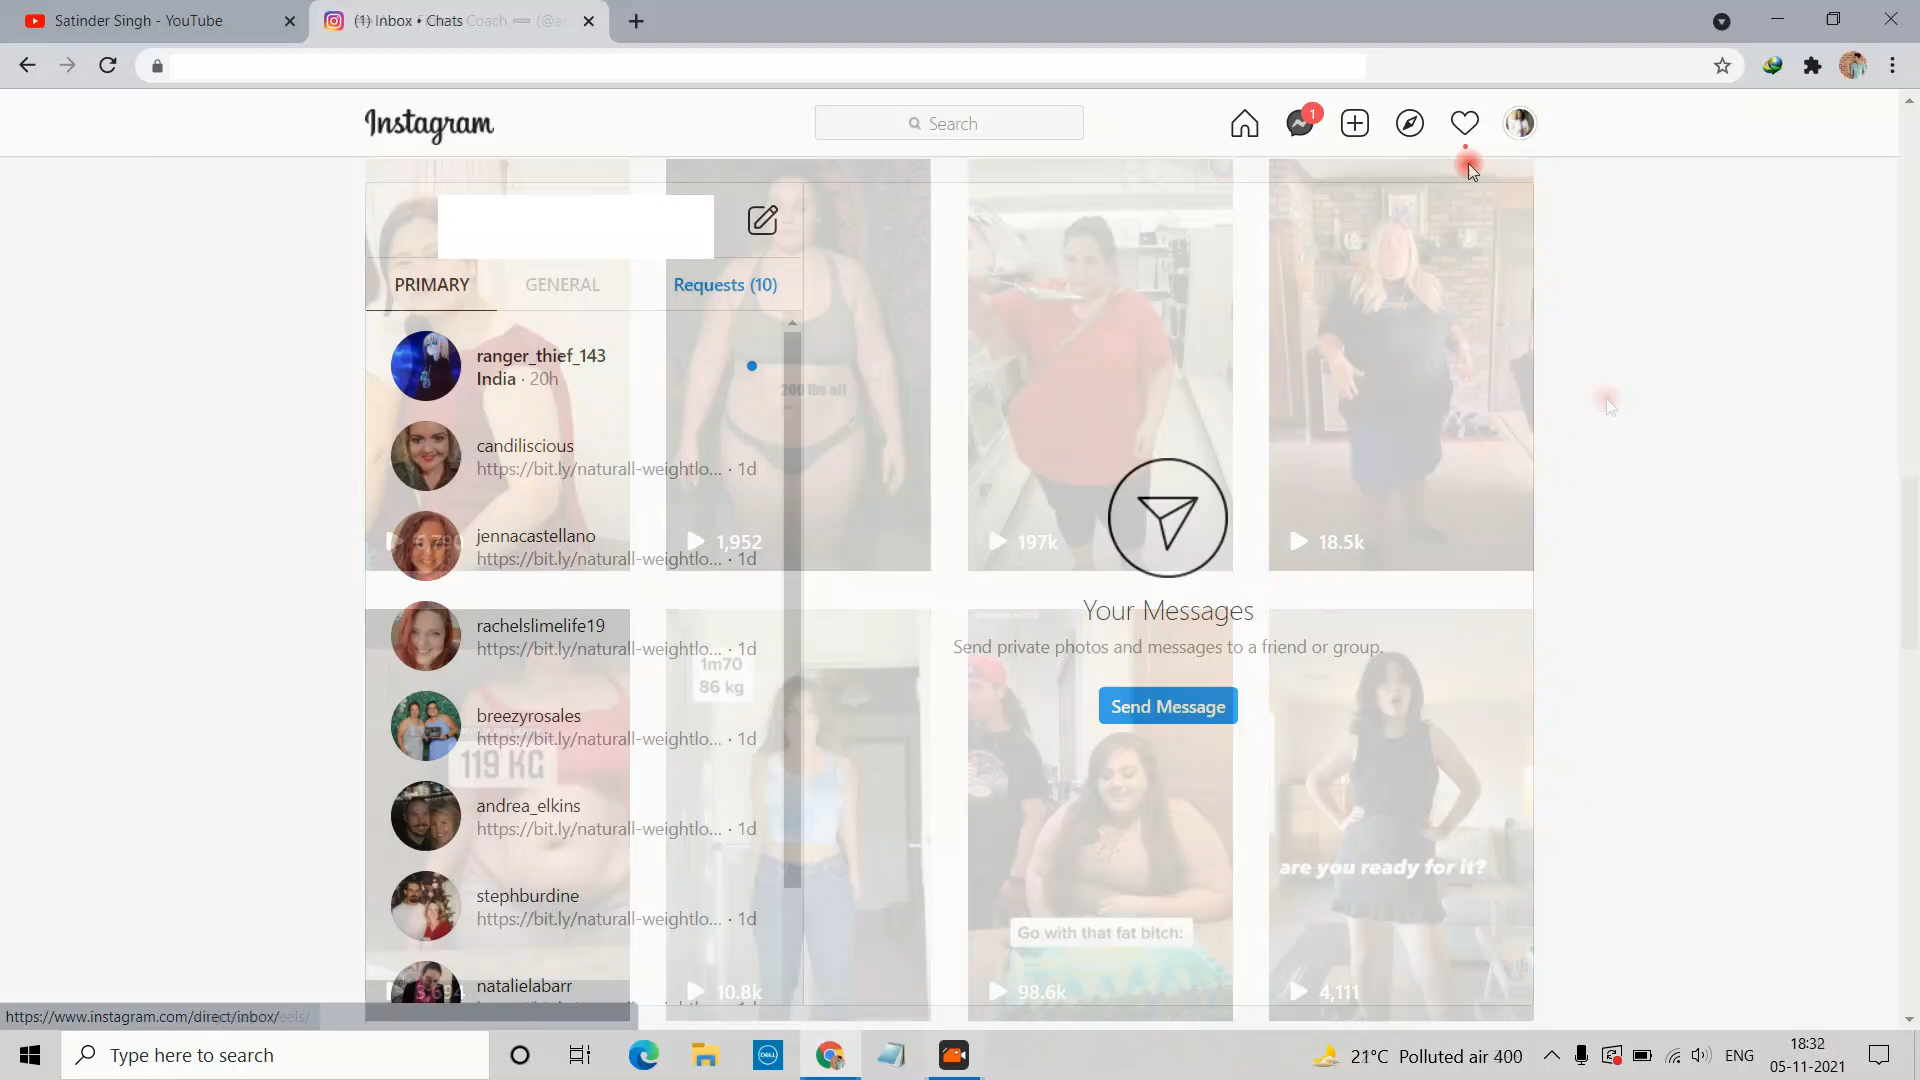 Satinder Singh - YouTube
(1) Inbox • Chats
Instagram
Search
1
PRIMARY
GENERAL
Requests (10)
ranger_thief_143
India · 20h
200 lbs off
candiliscious
https://bit.ly/naturall-weightlo... · 1d
jennacastellano
https://bit.ly/naturall-weightlo... · 1d
1,952
197k
18.5k
rachelslimelife19
https://bit.ly/naturall-weightlo... · 1d
Your Messages
Send private photos and messages to a friend or group.
Send Message
1m70
86 kg
breezyrosales
https://bit.ly/naturall-weightlo... · 1d
119 KG
andrea_elkins
https://bit.ly/naturall-weightlo... · 1d
are you ready for it?
stephburdine
https://bit.ly/naturall-weightlo... · 1d
Go with that fat bitch:
natalielabarr
10.8k
98.6k
4,111
https://www.instagram.com/direct/inbox/
Type here to search
DELL
21°C Polluted air 400
ENG
18:32
05-11-2021